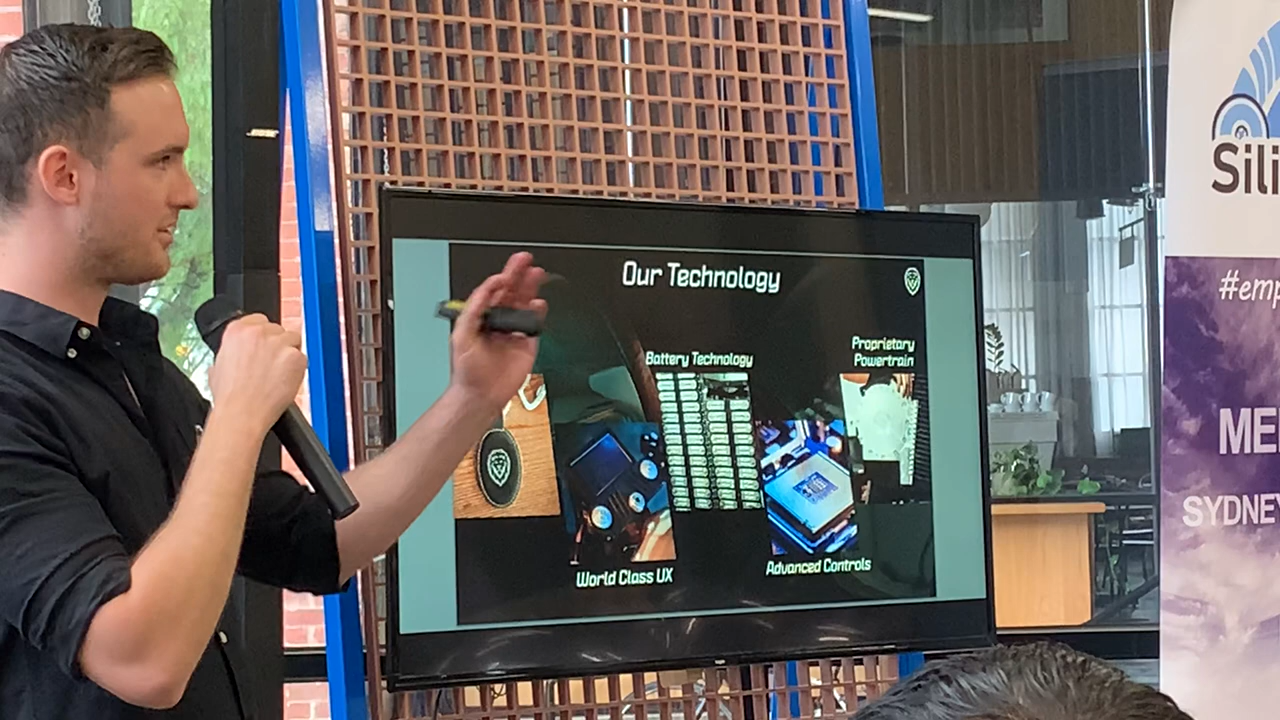 Our Technology
Proprietary
Powertrain
Battery Technology
World Class UX
Advanced Controls
Sili
#emp
ME
SYDNEY